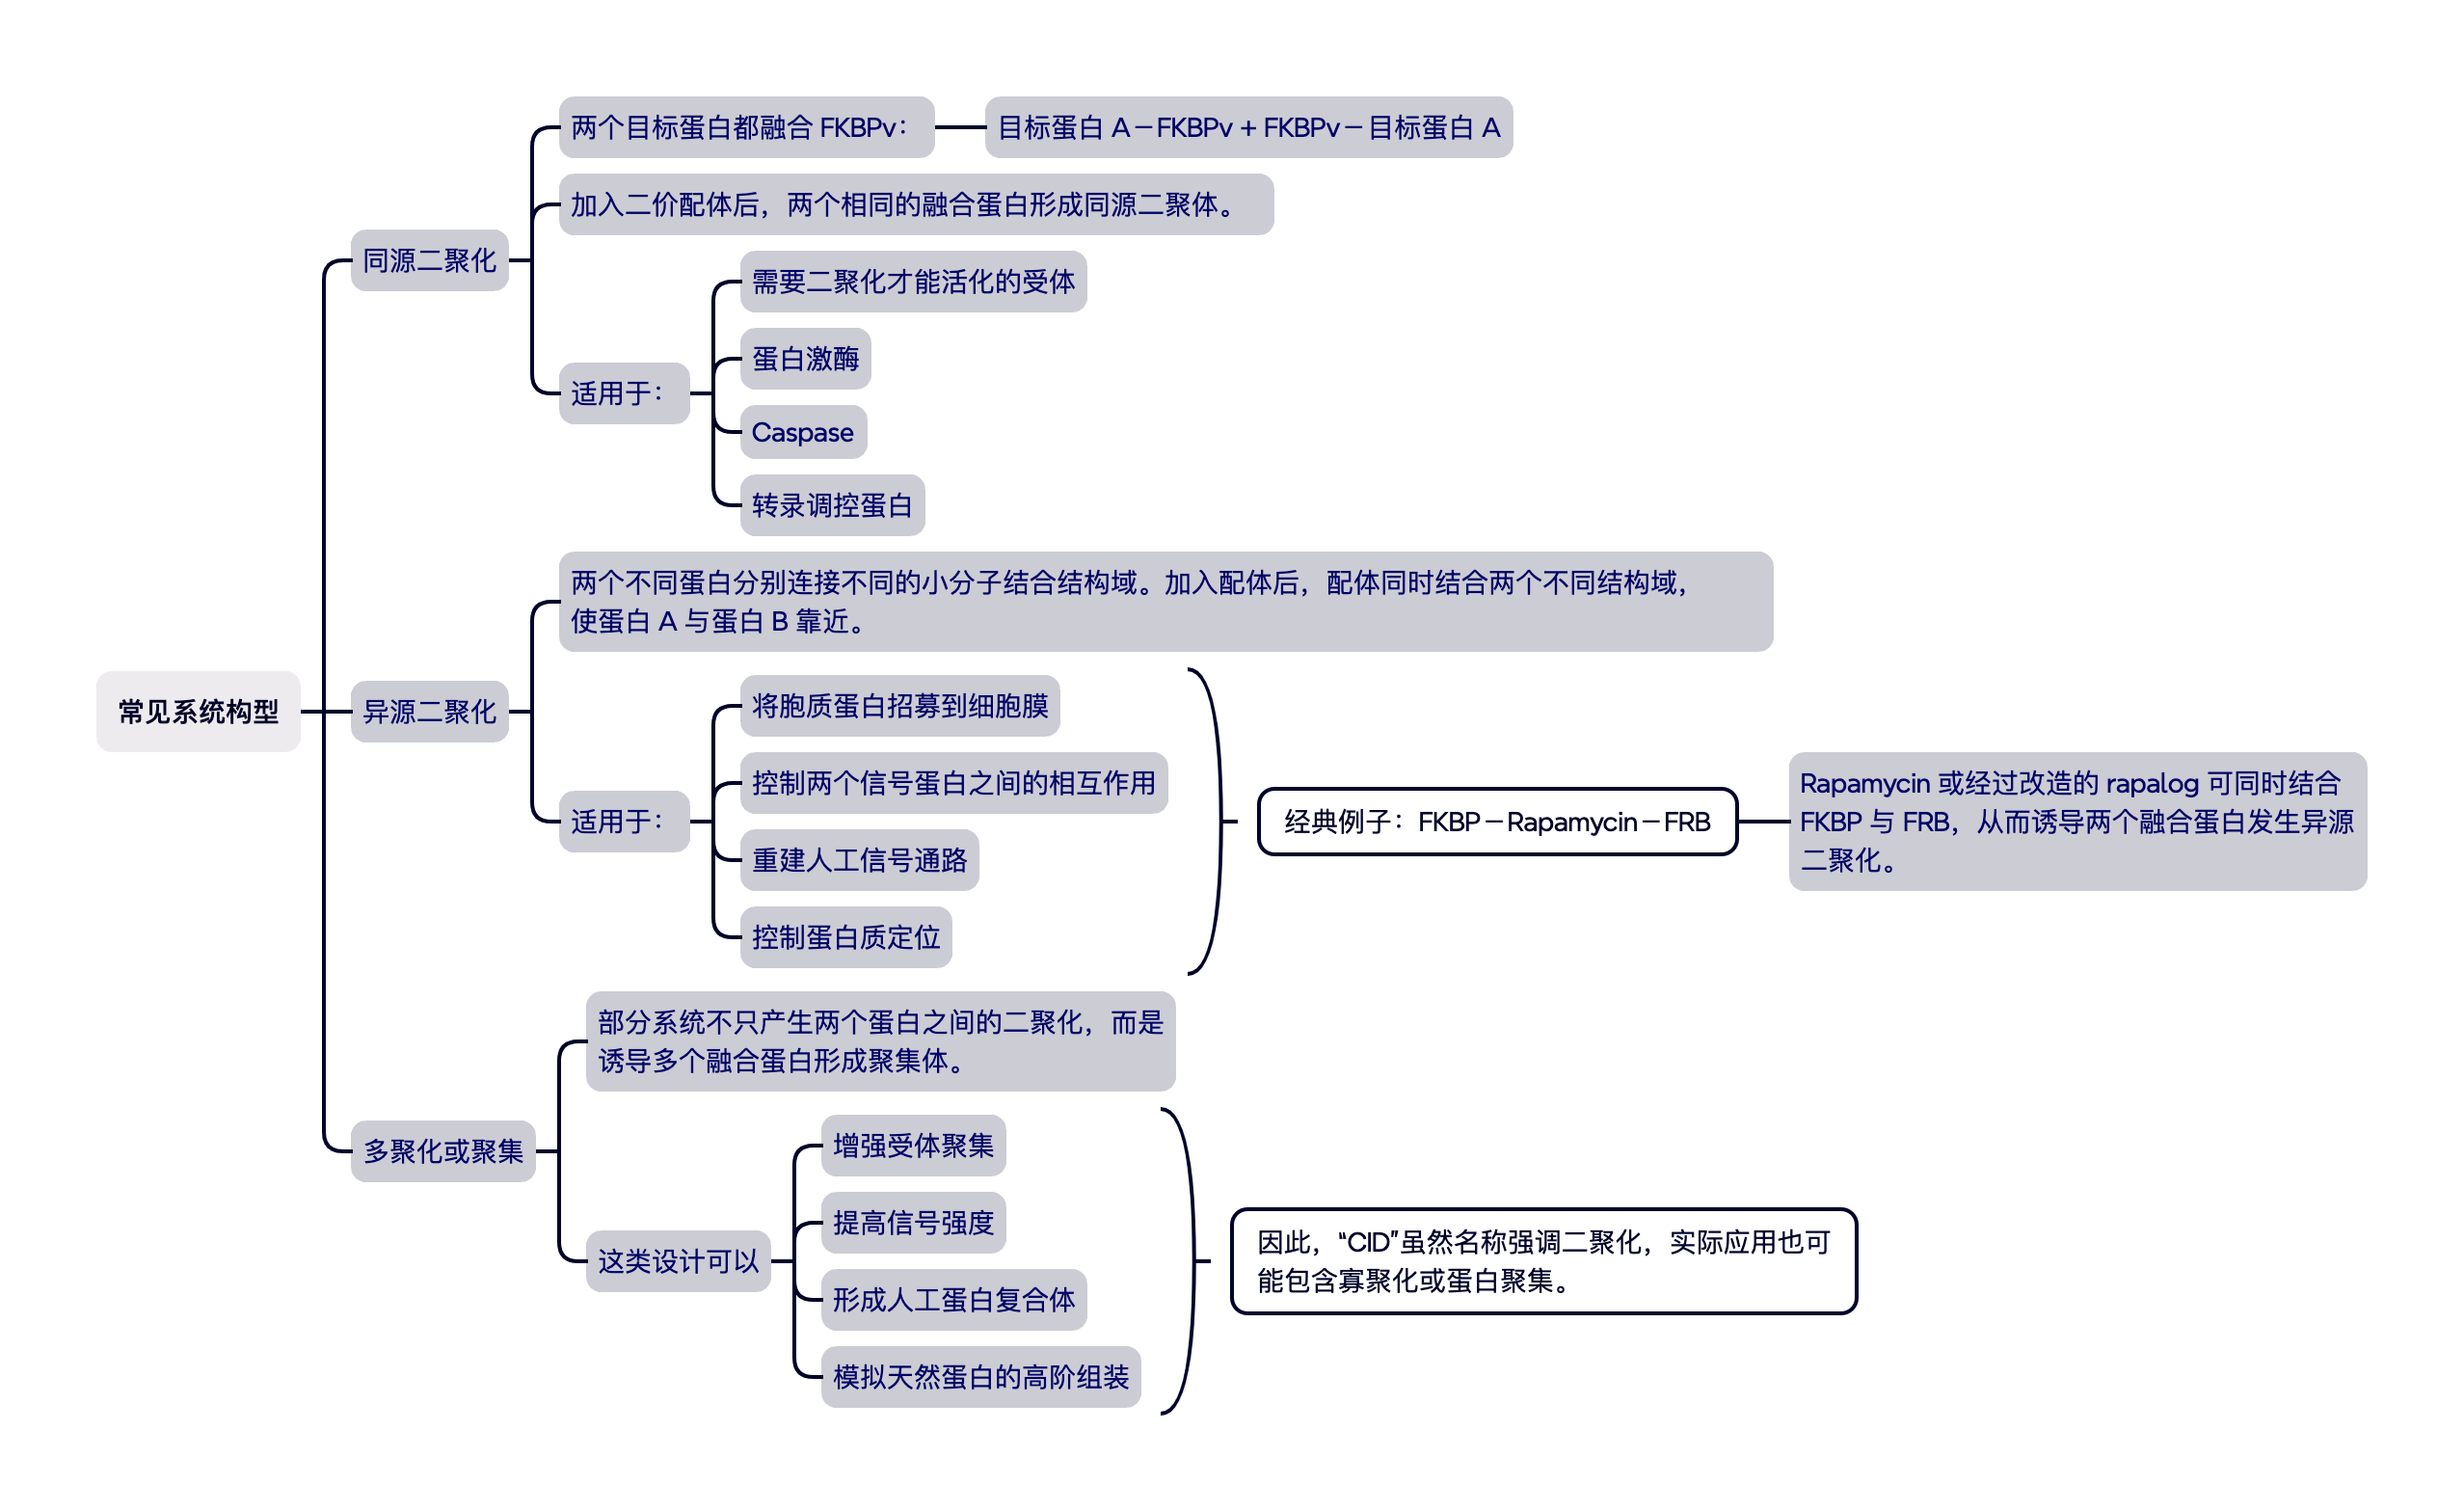 常见系统构型
同源二聚化
两个目标蛋白都融合 FKBPv：
目标蛋白 A－FKBPv + FKBPv－目标蛋白 A
加入二价配体后，两个相同的融合蛋白形成同源二聚体。
适用于：
需要二聚化才能活化的受体
蛋白激酶
Caspase
转录调控蛋白
异源二聚化
两个不同蛋白分别连接不同的小分子结合结构域。加入配体后，配体同时结合两个不同结构域，
使蛋白 A 与蛋白 B 靠近。
适用于：
将胞质蛋白招募到细胞膜
控制两个信号蛋白之间的相互作用
重建人工信号通路
控制蛋白质定位
经典例子：FKBP－Rapamycin－FRB
Rapamycin 或经过改造的 rapalog 可同时结合
FKBP 与 FRB，从而诱导两个融合蛋白发生异源
二聚化。
多聚化或聚集
部分系统不只产生两个蛋白之间的二聚化，而是
诱导多个融合蛋白形成聚集体。
这类设计可以
增强受体聚集
提高信号强度
形成人工蛋白复合体
模拟天然蛋白的高阶组装
因此，“CID”虽然名称强调二聚化，实际应用也可
能包含寡聚化或蛋白聚集。